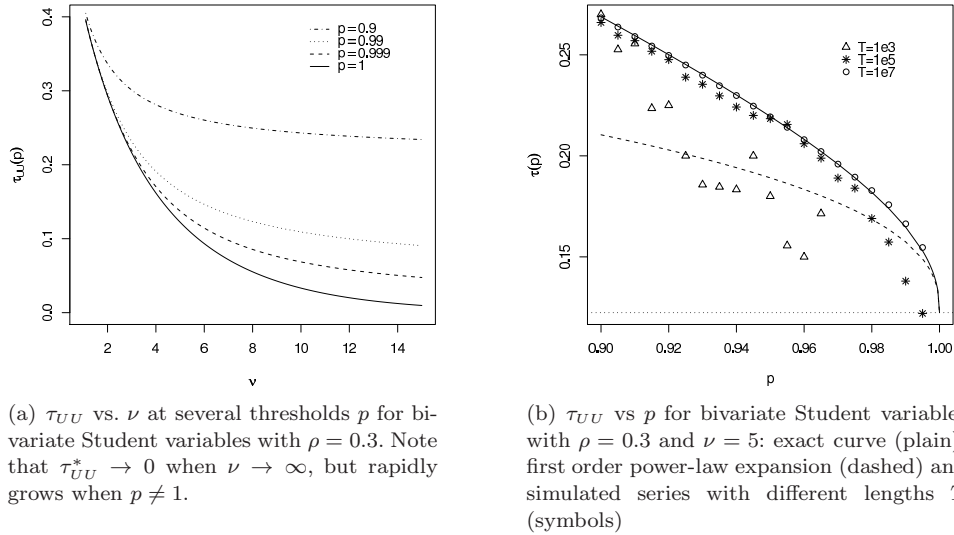 0.4
0.3
0.2
0.1
0.0
τUU(p)
p=0.9
p=0.99
p=0.999
p=1
2 4 6 8 10 12 14
ν
0.25
0.20
0.15
τ(p)
T=1e3
T=1e5
T=1e7
0.90 0.92 0.94 0.96 0.98 1.00
p
(a) τUU vs. ν at several thresholds p for bi-
variate Student variables with ρ = 0.3. Note
that τ*UU → 0 when ν → ∞, but rapidly
grows when p ≠ 1.
(b) τUU vs p for bivariate Student variable
with ρ = 0.3 and ν = 5: exact curve (plain)
first order power-law expansion (dashed) an
simulated series with different lengths T
(symbols)